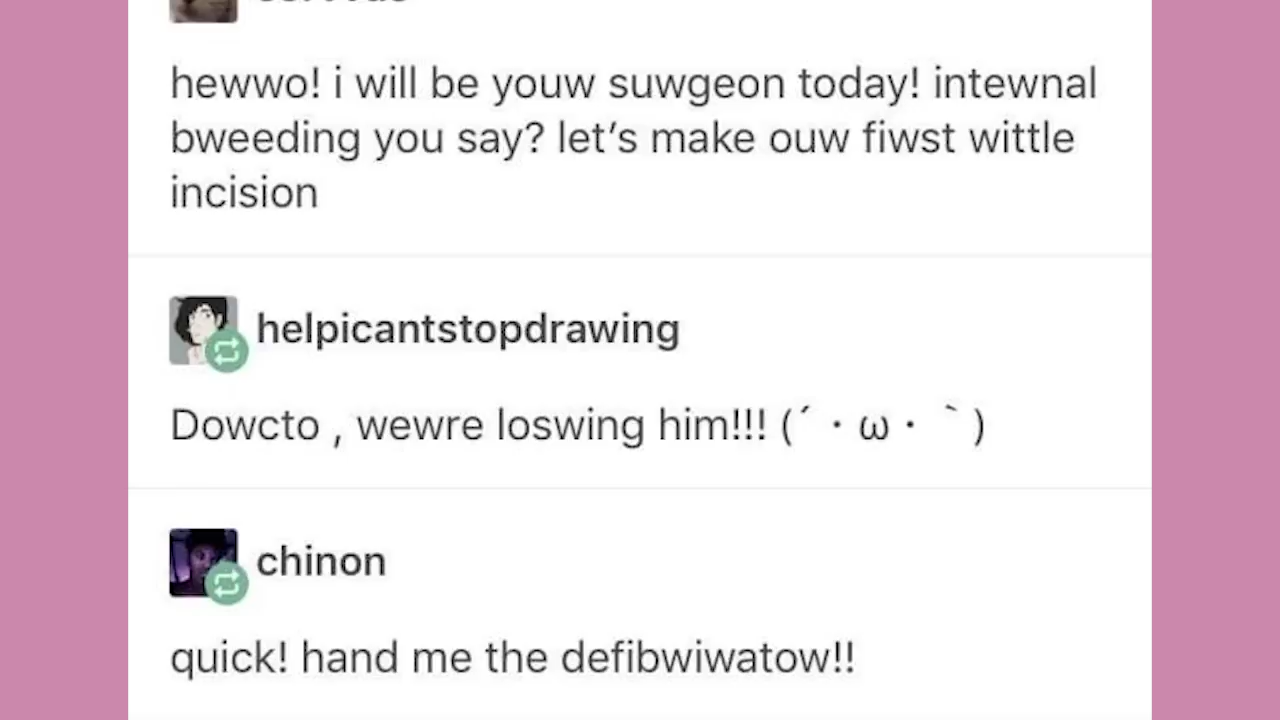 hewwo! i will be youw suwgeon today! intewnal
bweeding you say? let's make ouw fiwst wittle
incision
helpicantstopdrawing
Dowcto , wewre loswing him!!! (´・ω・｀)
chinon
quick! hand me the defibwiwatow!!